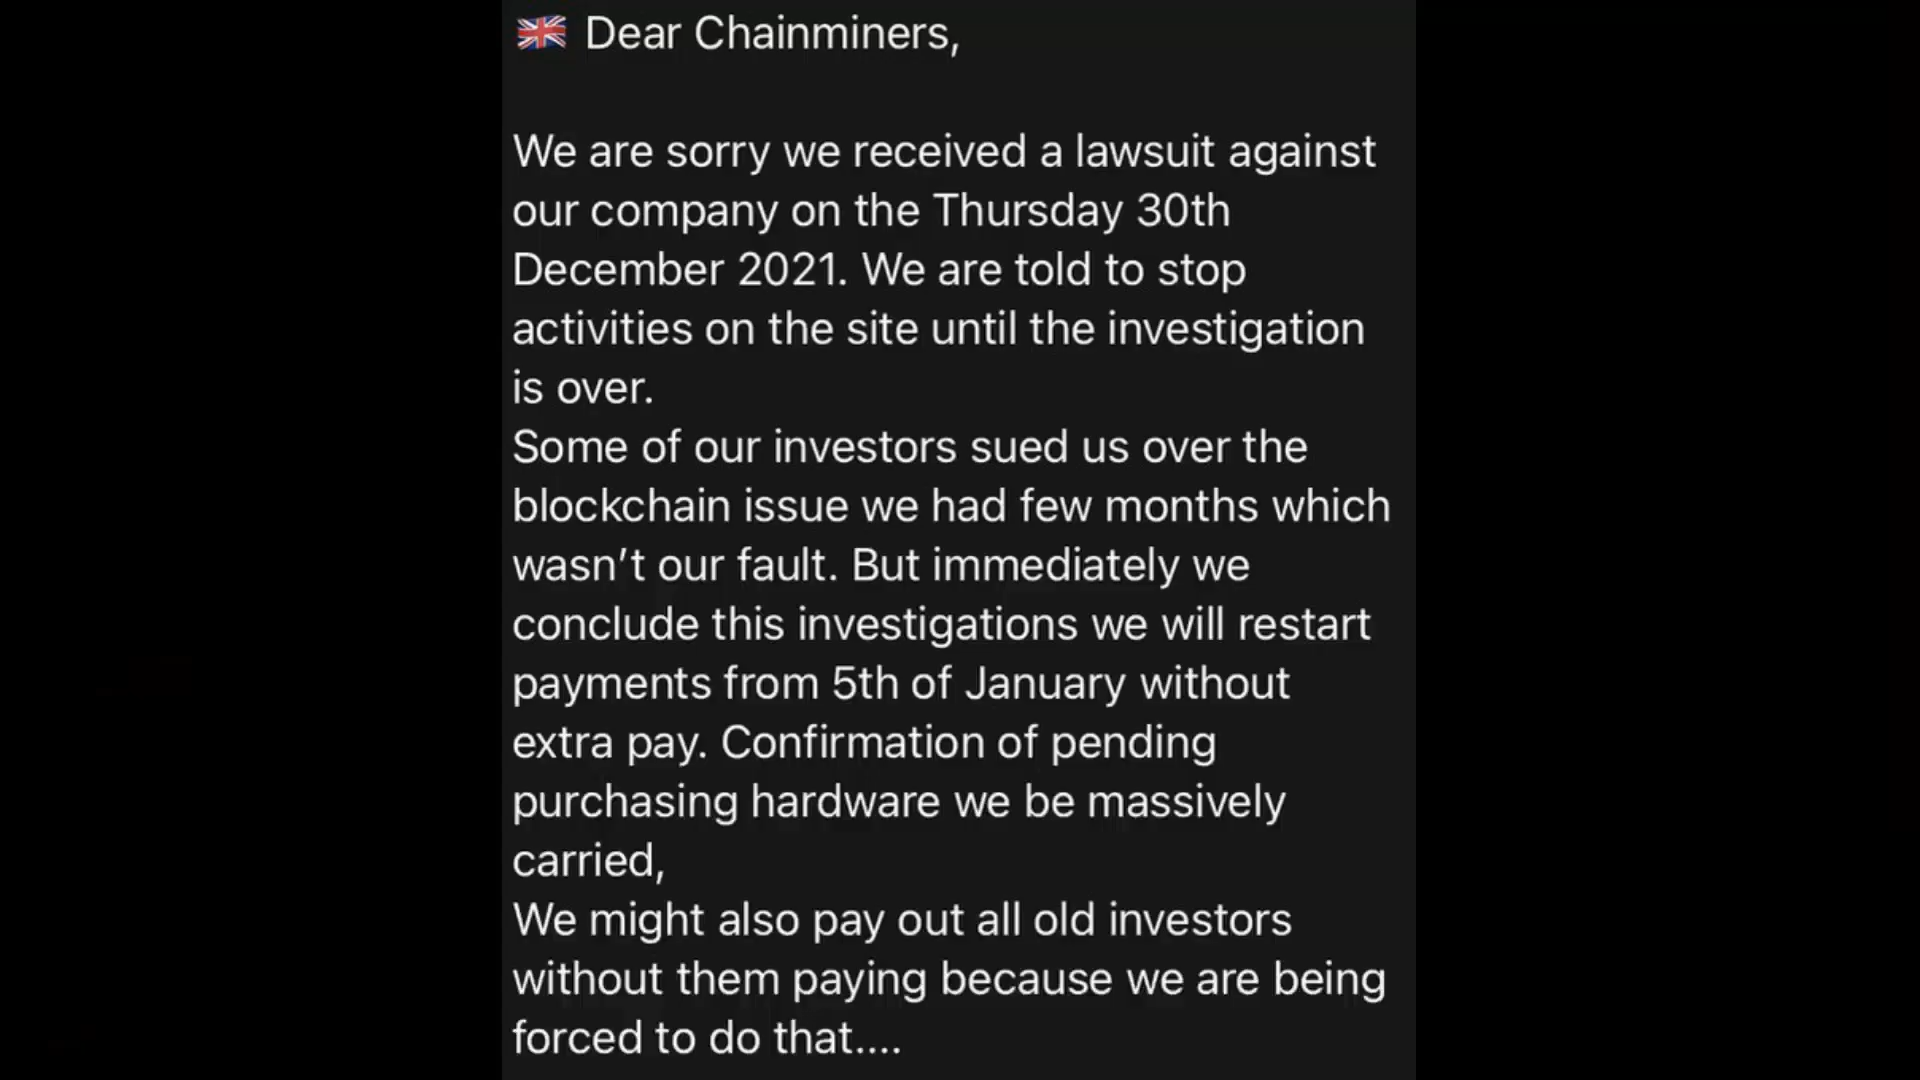 🇬🇧 Dear Chainminers,
We are sorry we received a lawsuit against
our company on the Thursday 30th
December 2021. We are told to stop
activities on the site until the investigation
is over.
Some of our investors sued us over the
blockchain issue we had few months which
wasn’t our fault. But immediately we
conclude this investigations we will restart
payments from 5th of January without
extra pay. Confirmation of pending
purchasing hardware we be massively
carried,
We might also pay out all old investors
without them paying because we are being
forced to do that....